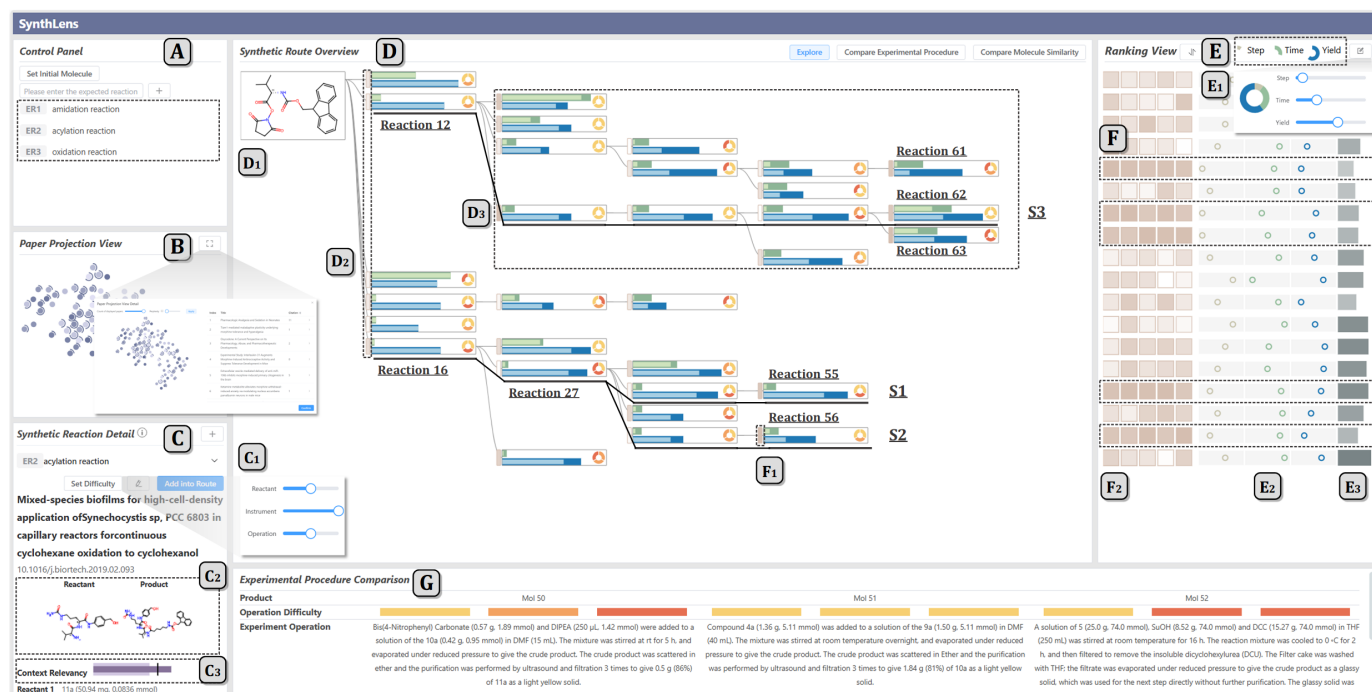 SynthLens
Control Panel
A
Set Initial Molecule
Please enter the expected reaction
+
ER1 amidation reaction
ER2 acylation reaction
ER3 oxidation reaction
Paper Projection View
B
Paper Projection View Detail
Synthetic Reaction Detail
C
+
ER2 acylation reaction
Set Difficulty
Add into Route
Mixed-species biofilms for high-cell-density
application ofSynechocystis sp, PCC 6803 in
capillary reactors forcontinuous
cyclohexane oxidation to cyclohexanol
10.1016/j.biortech.2019.02.093
Reactant Product
C2
Context Relevancy
C3
Reactant 1 11a (50.94 mg, 0.0836 mmol)
C1
Reactant
Instrument
Operation
Synthetic Route Overview
D
Explore
Compare Experimental Procedure
Compare Molecule Similarity
D1
D2
D3
Reaction 12
Reaction 61
Reaction 62
S3
Reaction 63
Reaction 16
Reaction 27
Reaction 55
S1
Reaction 56
S2
F1
Ranking View
E
Step Time Yield
E1
Step
Time
Yield
F
F2
E2
E3
Experimental Procedure Comparison
G
Product Mol 50 Mol 51 Mol 52
Operation Difficulty
Experiment Operation
Bis(4-Nitrophenyl) Carbonate (0.57 g. 1.89 mmol) and DIPEA (250 μL. 1.42 mmol) were added to a
solution of the 10a (0.42 g, 0.95 mmol) in DMF (15 mL). The mixture was stirred at rt for 5 h, and
evaporated under reduced pressure to give the crude product. The crude product was scattered in
ether and the purification was performed by ultrasound and filtration 3 times to give 0.5 g (86%)
of 11a as a light yellow solid.
Compound 4a (1.36 g, 5.11 mmol) was added to a solution of the 9a (1.50 g, 5.11 mmol) in DMF
(40 mL). The mixture was stirred at room temperature overnight, and evaporated under reduced
pressure to give the crude product. The crude product was scattered in Ether and the purification
was performed by ultrasound and filtration 3 times to give 1.84 g (81%) of 10a as a light yellow
solid.
A solution of 5 (25.0 g, 74.0 mmol), SuOH (8.52 g, 74.0 mmol) and DCC (15.27 g, 74.0 mmol) in THF
(250 mL) was stirred at room temperature for 16 h. The reaction mixture was cooled to 0 ∘C for 2
h, and then filtered to remove the insoluble dicyclohexylurea (DCU). The Filter cake was washed
with THF; the filtrate was evaporated under reduced pressure to give the crude product as a glassy
solid, which was used for the next step directly without further purification. The glassy solid was